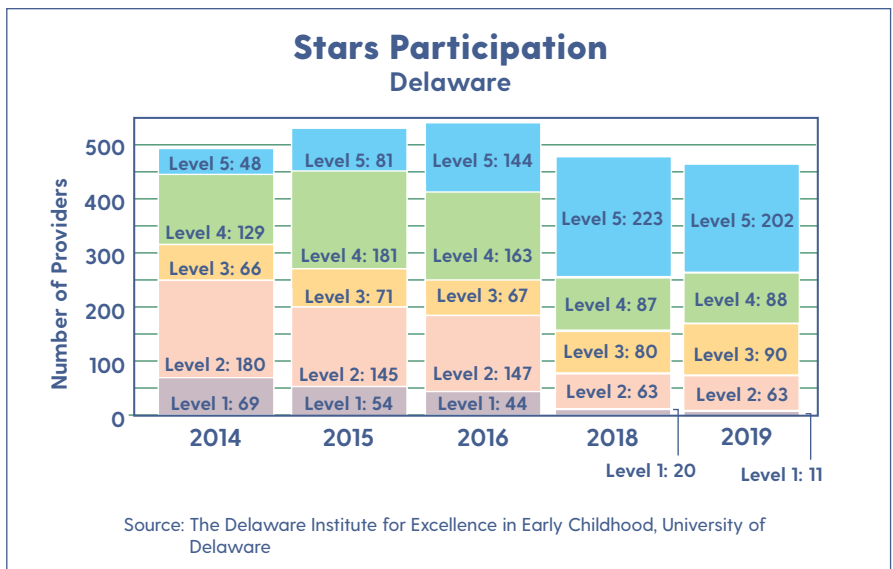 Stars Participation
Delaware
Number of Providers
500
400
300
200
100
0
Level 5: 48
Level 4: 129
Level 3: 66
Level 2: 180
Level 1: 69
Level 5: 81
Level 4: 181
Level 3: 71
Level 2: 145
Level 1: 54
Level 5: 144
Level 4: 163
Level 3: 67
Level 2: 147
Level 1: 44
Level 5: 223
Level 4: 87
Level 3: 80
Level 2: 63
Level 1: 20
Level 5: 202
Level 4: 88
Level 3: 90
Level 2: 63
Level 1: 11
2014
2015
2016
2018
2019
Source: The Delaware Institute for Excellence in Early Childhood, University of
Delaware